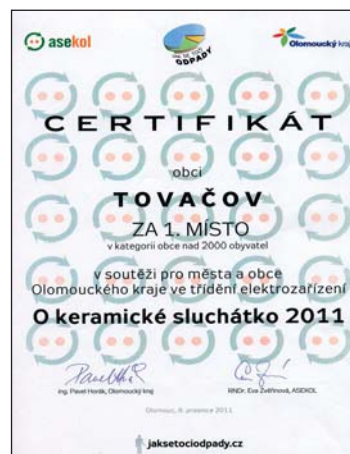 asekol
ODPADY
Olomoucký kraj
CERTIFIKÁT
obci
TOVAČOV
ZA 1. MÍSTO
v kategorii obce nad 2000 obyvatel
v soutěži pro města a obce
Olomouckého kraje ve třídění elektrozařízení
O keramické sluchátko 2011
ing. Pavel Horák, Olomoucký kraj
RNDr. Eva Zvěřinová, ASEKOL
Olomouc, 8. prosince 2011
jaksetociodpady.cz